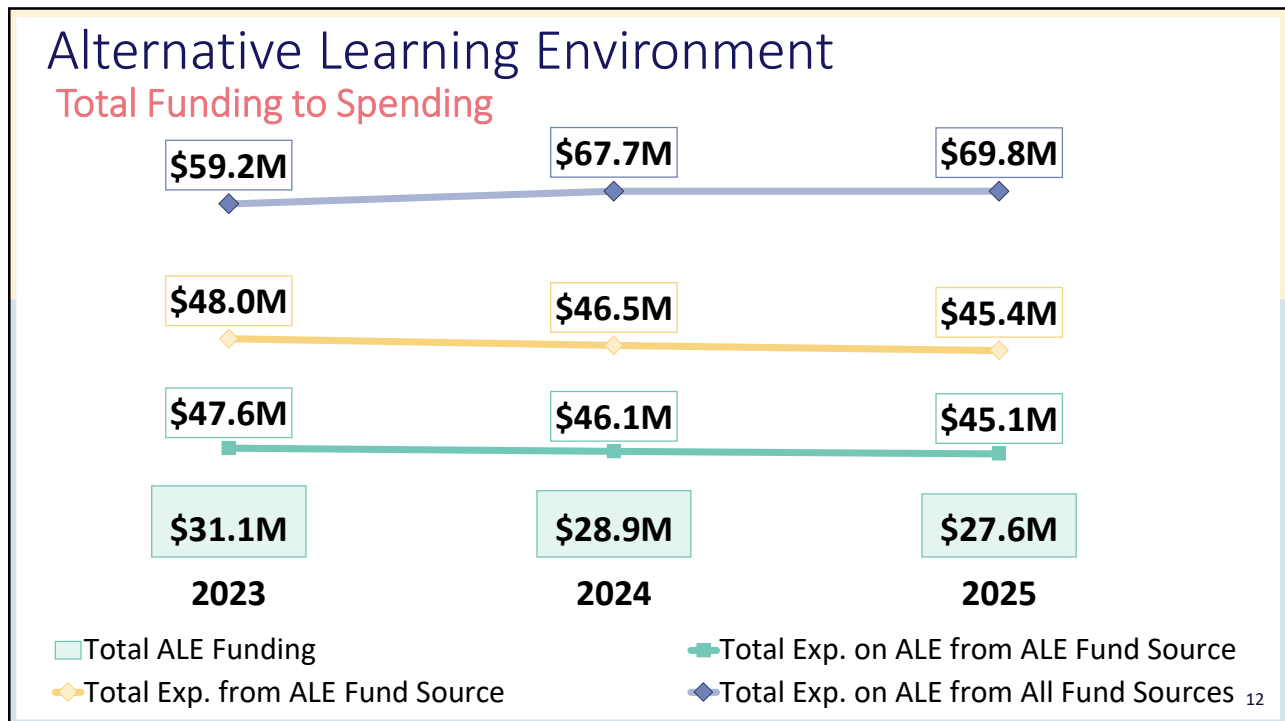 Alternative Learning Environment
Total Funding to Spending
$59.2M
$67.7M
$69.8M
$48.0M
$46.5M
$45.4M
$47.6M
$46.1M
$45.1M
$31.1M
$28.9M
$27.6M
2023
2024
2025
Total ALE Funding
Total Exp. on ALE from ALE Fund Source
Total Exp. from ALE Fund Source
Total Exp. on ALE from All Fund Sources
12